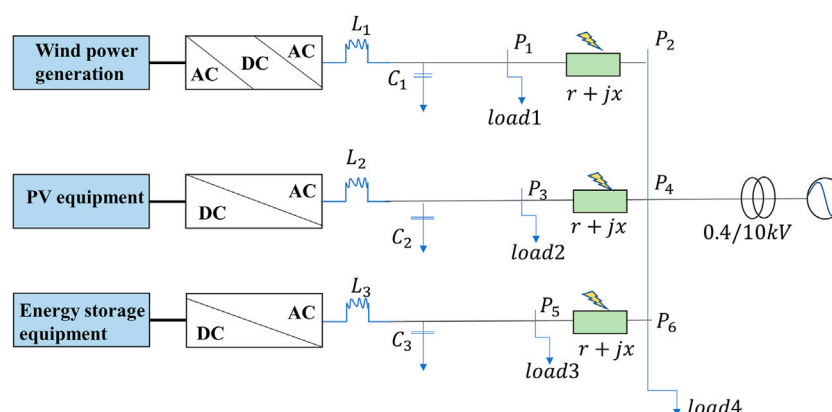 Wind power
generation
AC
DC
AC
L₁
C₁
P₁
load1
r + jx
P₂
PV equipment
DC
AC
L₂
C₂
P₃
load2
r + jx
P₄
0.4/10kV
Energy storage
equipment
DC
AC
L₃
C₃
P₅
load3
r + jx
P₆
load4